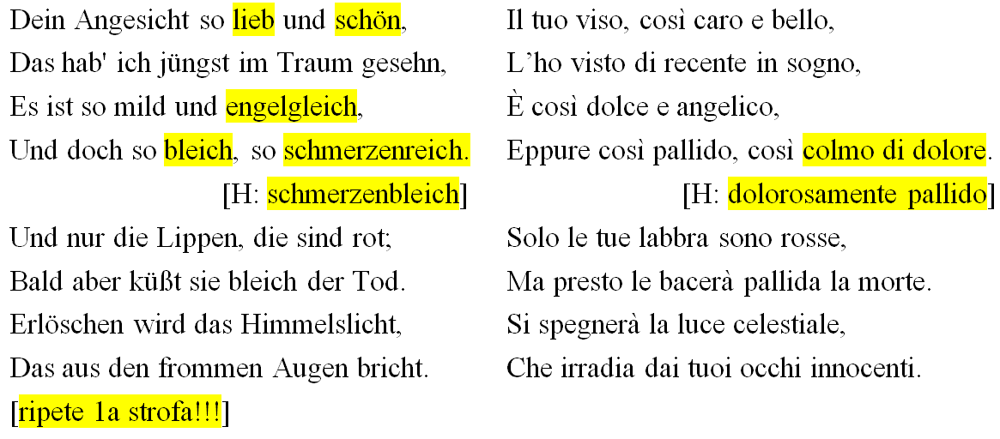 Dein Angesicht so lieb und schön,
Das hab' ich jüngst im Traum gesehn,
Es ist so mild und engelgleich,
Und doch so bleich, so schmerzenreich.
[H: schmerzenbleich]
Und nur die Lippen, die sind rot;
Bald aber küßt sie bleich der Tod.
Erlöschen wird das Himmelslicht,
Das aus den frommen Augen bricht.
[ripete 1a strofa!!!]
Il tuo viso, così caro e bello,
L’ho visto di recente in sogno,
È così dolce e angelico,
Eppure così pallido, così colmo di dolore.
[H: dolorosamente pallido]
Solo le tue labbra sono rosse,
Ma presto le bacerà pallida la morte.
Si spegnerà la luce celestiale,
Che irradia dai tuoi occhi innocenti.